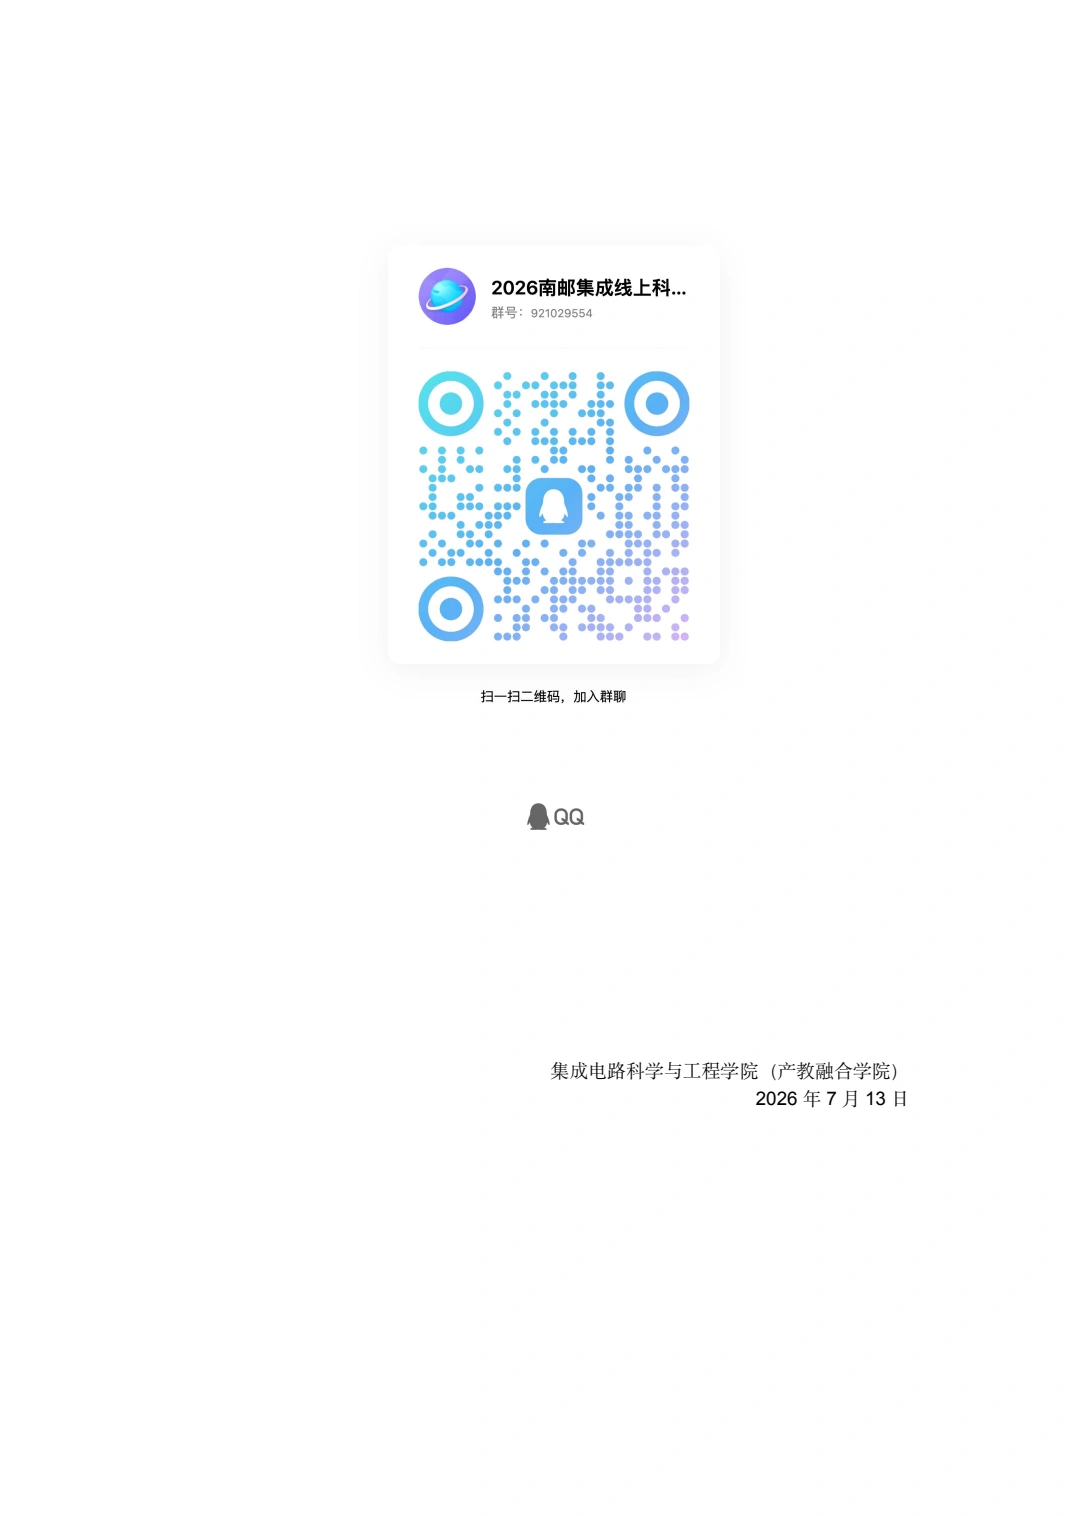 2026南邮集成线上科...
群号：921029554
扫一扫二维码，加入群聊
QQ
集成电路科学与工程学院（产教融合学院）
2026 年 7 月 13 日